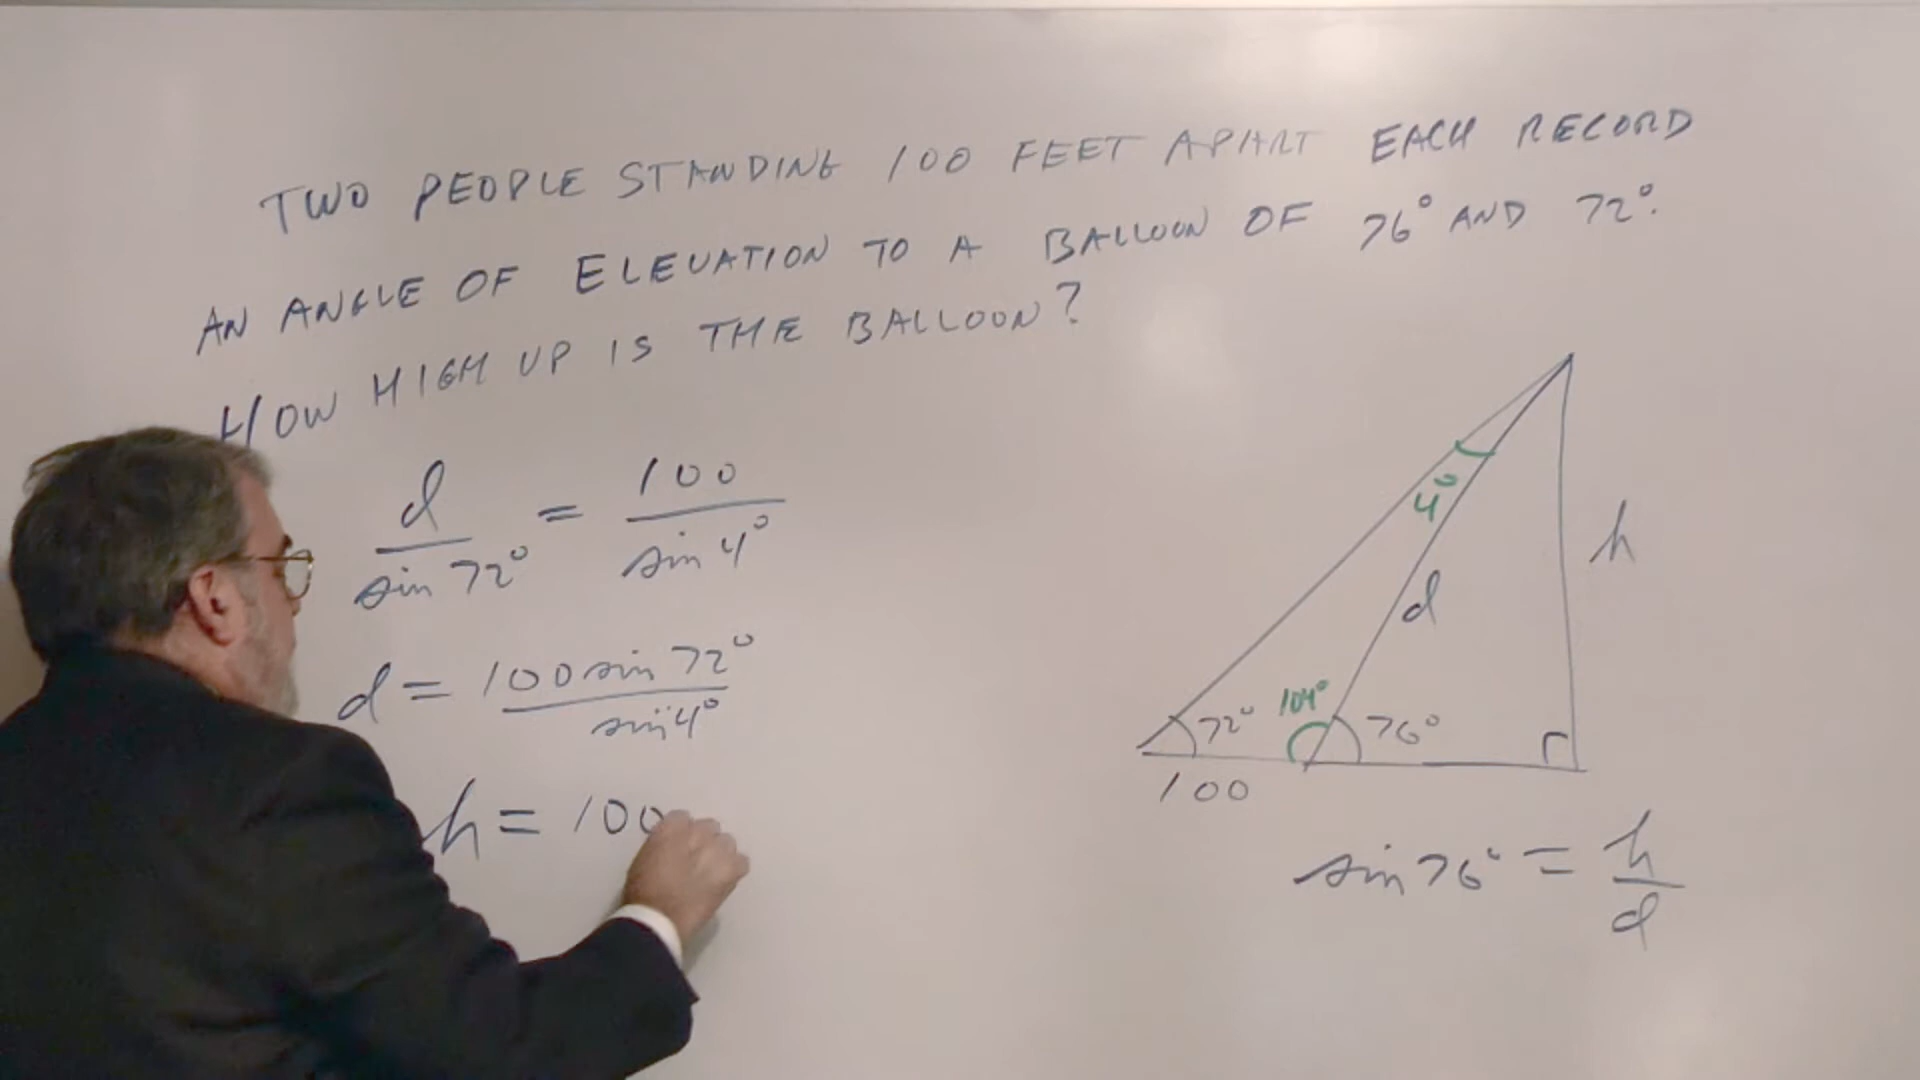 TWO PEOPLE STANDING 100 FEET APART EACH RECORD
AN ANGLE OF ELEVATION TO A BALLOON OF 76° AND 72°.
HOW HIGH UP IS THE BALLOON?
d / sin 72° = 100 / sin 4°
d = 100 sin 72° / sin 4°
h = 100
4°
h
d
72° 104° 76°
100
sin 76° = h / d